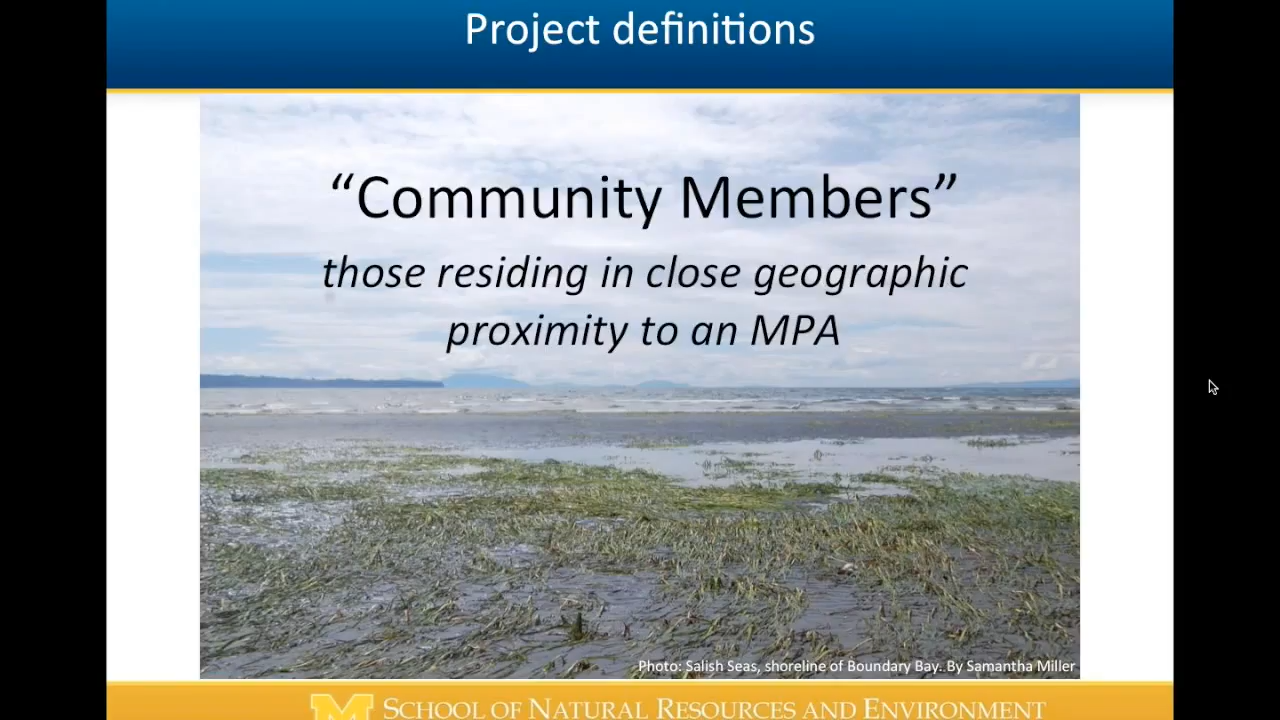 Project definitions
“Community Members”
those residing in close geographic
proximity to an MPA
Photo: Salish Seas, shoreline of Boundary Bay. By Samantha Miller
M SCHOOL OF NATURAL RESOURCES AND ENVIRONMENT